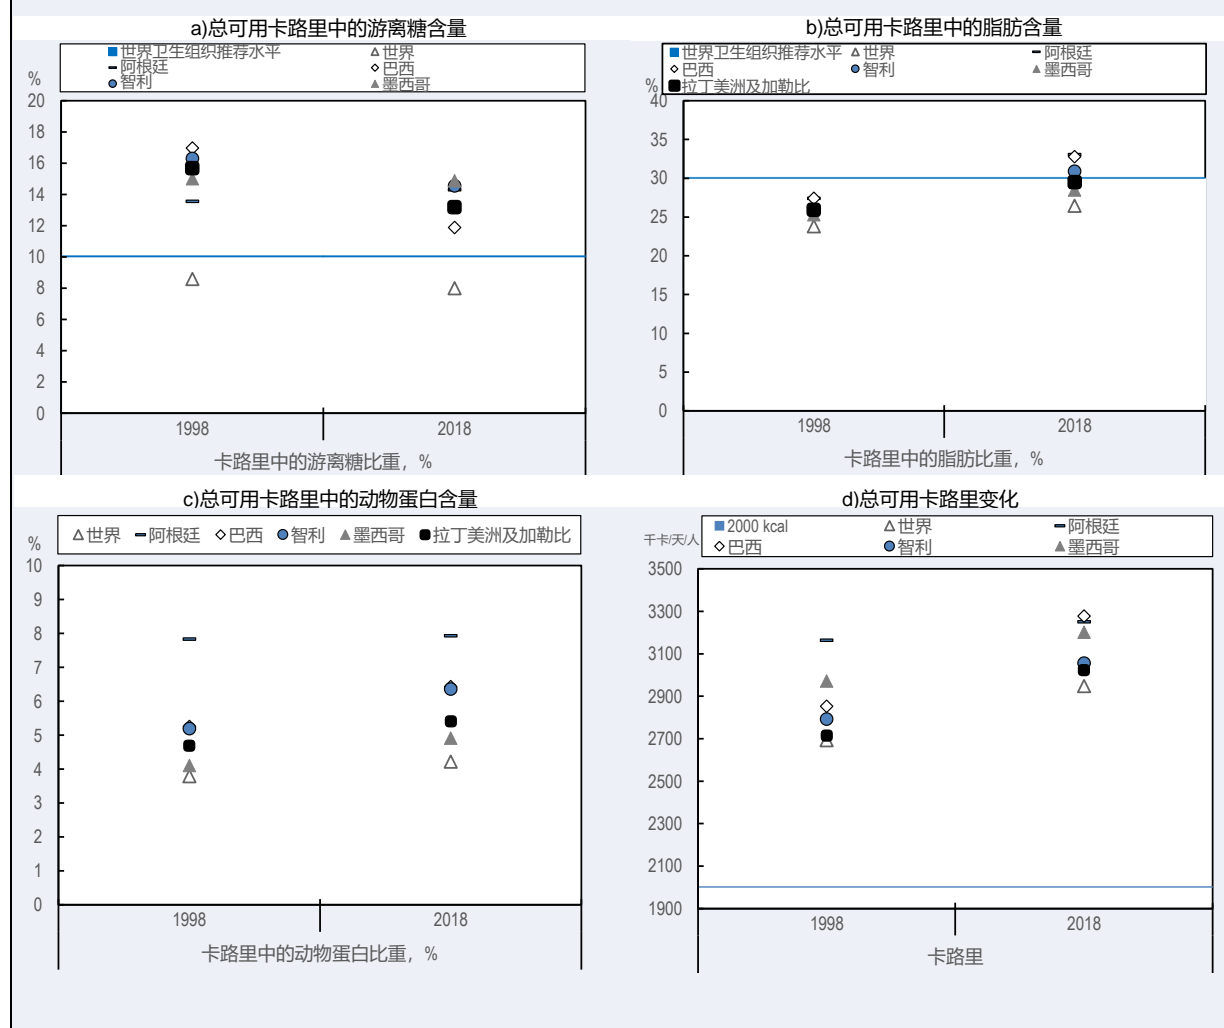 a)总可用卡路里中的游离糖含量
世界卫生组织推荐水平 世界
阿根廷 巴西
智利 墨西哥
%
20
18
16
14
12
10
8
6
4
2
0
1998 2018
卡路里中的游离糖比重，%
b)总可用卡路里中的脂肪含量
世界卫生组织推荐水平 世界 阿根廷
巴西 智利 墨西哥
拉丁美洲及加勒比
%
40
35
30
25
20
15
10
5
0
1998 2018
卡路里中的脂肪比重，%
c)总可用卡路里中的动物蛋白含量
世界 阿根廷 巴西 智利 墨西哥 拉丁美洲及加勒比
%
10
9
8
7
6
5
4
3
2
1
0
1998 2018
卡路里中的动物蛋白比重，%
d)总可用卡路里变化
2000 kcal 世界 阿根廷
巴西 智利 墨西哥
千卡/天/人
3500
3300
3100
2900
2700
2500
2300
2100
1900
1998 2018
卡路里